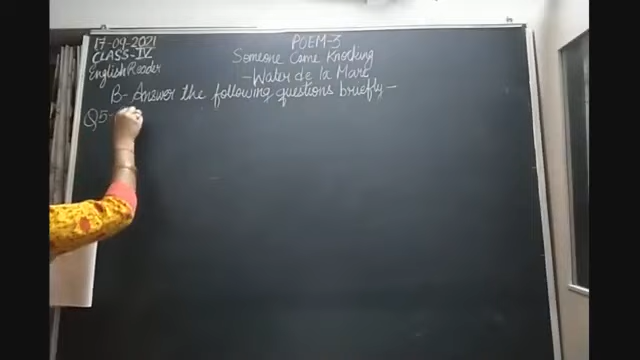 17-09-2021
CLASS-IV
English Reader
POEM-3
Someone Came Knocking
-Walter de la Mare
B- Answer the following questions briefly-
Q5-